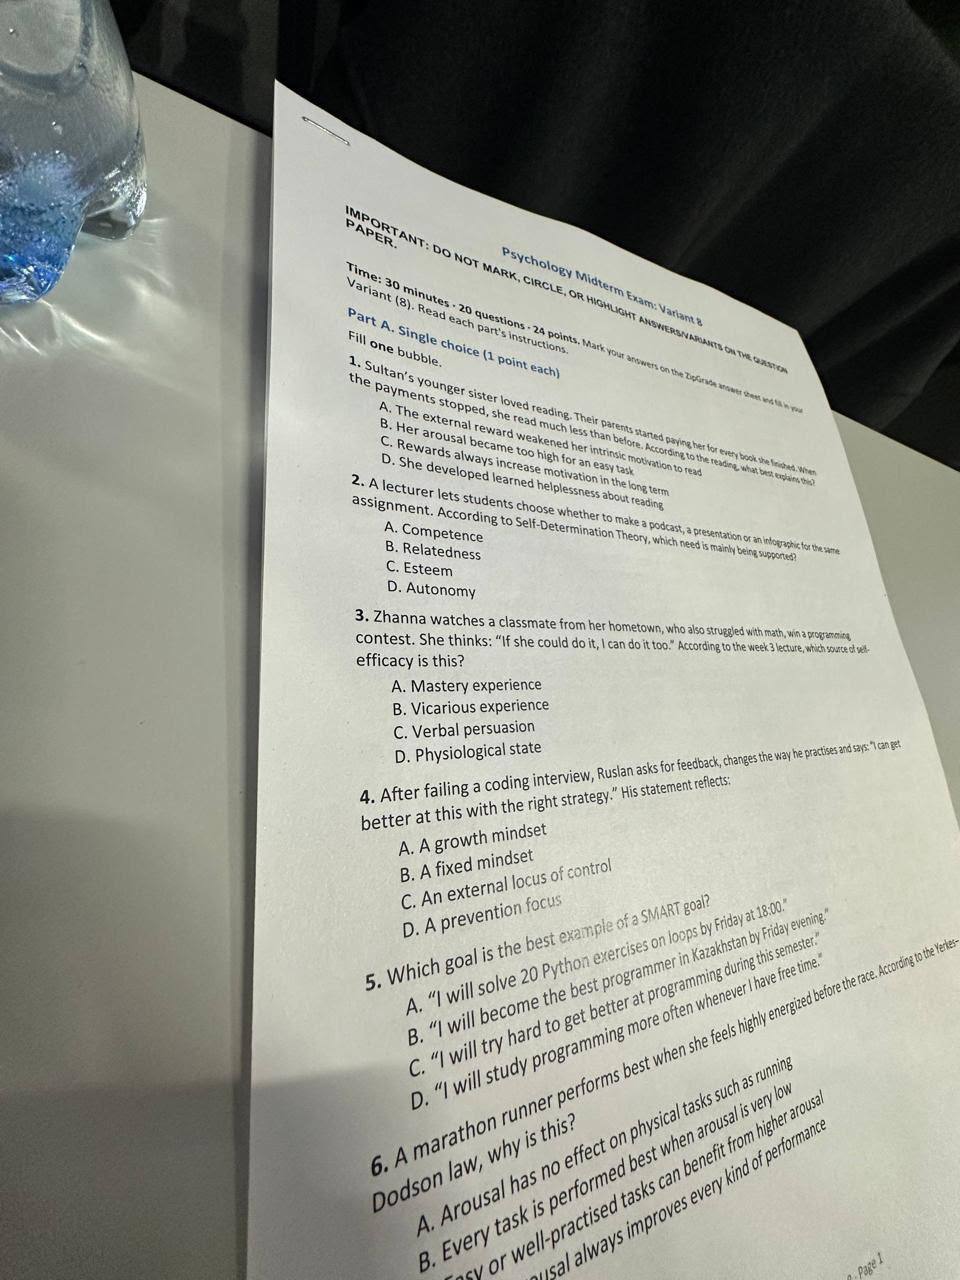 Psychology Midterm Exam: Variant 8
IMPORTANT: DO NOT MARK, CIRCLE, OR HIGHLIGHT ANSWERS/VARIANTS ON THE QUESTION
PAPER.
Time: 30 minutes · 20 questions · 24 points. Mark your answers on the ZipGrade answer sheet and fill in your
Variant (8). Read each part's instructions.
Part A. Single choice (1 point each)
Fill one bubble.
1. Sultan's younger sister loved reading. Their parents started paying her for every book she finished. When
the payments stopped, she read much less than before. According to the reading, what best explains this?
A. The external reward weakened her intrinsic motivation to read
B. Her arousal became too high for an easy task
C. Rewards always increase motivation in the long term
D. She developed learned helplessness about reading
2. A lecturer lets students choose whether to make a podcast, a presentation or an infographic for the same
assignment. According to Self-Determination Theory, which need is mainly being supported?
A. Competence
B. Relatedness
C. Esteem
D. Autonomy
3. Zhanna watches a classmate from her hometown, who also struggled with math, win a programming
contest. She thinks: “If she could do it, I can do it too.” According to the week 3 lecture, which source of self-
efficacy is this?
A. Mastery experience
B. Vicarious experience
C. Verbal persuasion
D. Physiological state
4. After failing a coding interview, Ruslan asks for feedback, changes the way he practises and says: “I can get
better at this with the right strategy.” His statement reflects:
A. A growth mindset
B. A fixed mindset
C. An external locus of control
D. A prevention focus
5. Which goal is the best example of a SMART goal?
A. “I will solve 20 Python exercises on loops by Friday at 18:00.”
B. “I will become the best programmer in Kazakhstan by Friday evening.”
C. “I will try hard to get better at programming during this semester.”
D. “I will study programming more often whenever I have free time.”
6. A marathon runner performs best when she feels highly energized before the race. According to the Yerkes-
Dodson law, why is this?
A. Arousal has no effect on physical tasks such as running
B. Every task is performed best when arousal is very low
or well-practised tasks can benefit from higher arousal
always improves every kind of performance
Page 1